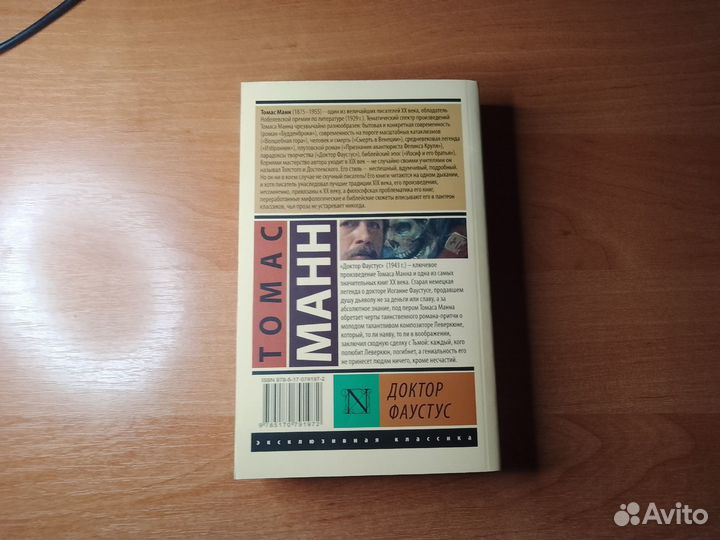 Томас Манн (1875–1955) – один из величайших писателей XX века, обладатель
Нобелевской премии по литературе (1929 г.). Тематический спектр произведений
Томаса Манна чрезвычайно разнообразен: бытовая и конкретная современность
(роман «Будденброки»), современность на пороге масштабных катаклизмов
(«Волшебная гора»), человек и смерть («Смерть в Венеции»), средневековая легенда
(«Избранник»), плутовской роман («Признания авантюриста Феликса Круля»),
парадоксы творчества («Доктор Фаустус»), библейский эпос («Иосиф и его братья»).
Корнями мастерство автора уходит в XIX век – не случайно своими учителями он
называл Толстого и Достоевского. Его стиль – неспешный, вдумчивый, подробный.
Но он ни в коем случае не скучный писатель! Его книги читаются на одном дыхании,
и хотя писатель унаследовал лучшие традиции XIX века, его произведения,
несомненно, привязаны к XX веку, а философская проблематика его книг,
переработанные мифологические и библейские сюжеты вписывают его в пантеон
классиков, чья проза не устаревает никогда.
ТОМАС
МАНН
«Доктор Фаустус» (1943 г.) – ключевое
произведение Томаса Манна и одна из самых
значительных книг XX века. Старая немецкая
легенда о докторе Иоганне Фаустусе, продавшем
душу дьяволу не за деньги или славу, а за
абсолютное знание, под пером Томаса Манна
обретает черты таинственного романа-притчи о
молодом талантливом композиторе Леверкюне,
который, то ли наяву, то ли в воображении,
заключил сходную сделку с Тьмой: каждый, кого
полюбит Леверкюн, погибнет, а гениальность его
не принесет людям ничего, кроме несчастий.
ISBN 978-5-17-079197-2
9 785170 791972
N
ДОКТОР
ФАУСТУС
эксклюзивная классика
Avito